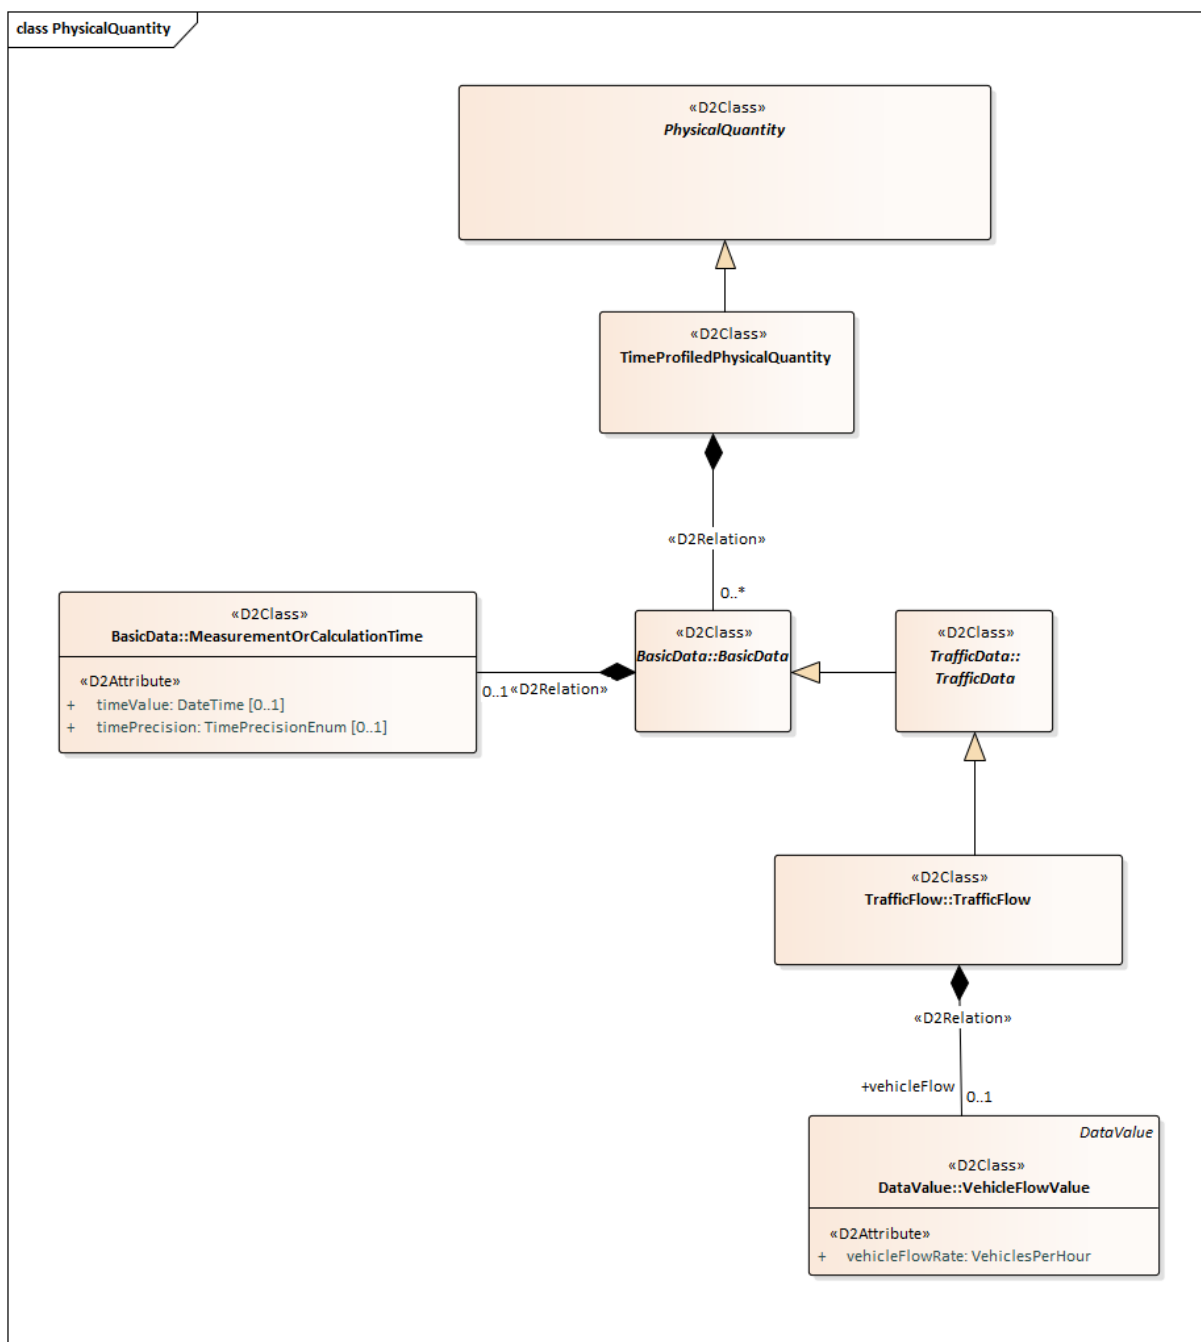 class PhysicalQuantity
«D2Class»
PhysicalQuantity
«D2Class»
TimeProfiledPhysicalQuantity
«D2Relation»
0..*
«D2Class»
BasicData::MeasurementOrCalculationTime
«D2Attribute»
+ timeValue: DateTime [0..1]
+ timePrecision: TimePrecisionEnum [0..1]
0..1 «D2Relation»
«D2Class»
BasicData::BasicData
«D2Class»
TrafficData::
TrafficData
«D2Class»
TrafficFlow::TrafficFlow
«D2Relation»
+vehicleFlow
0..1
DataValue
«D2Class»
DataValue::VehicleFlowValue
«D2Attribute»
+ vehicleFlowRate: VehiclesPerHour